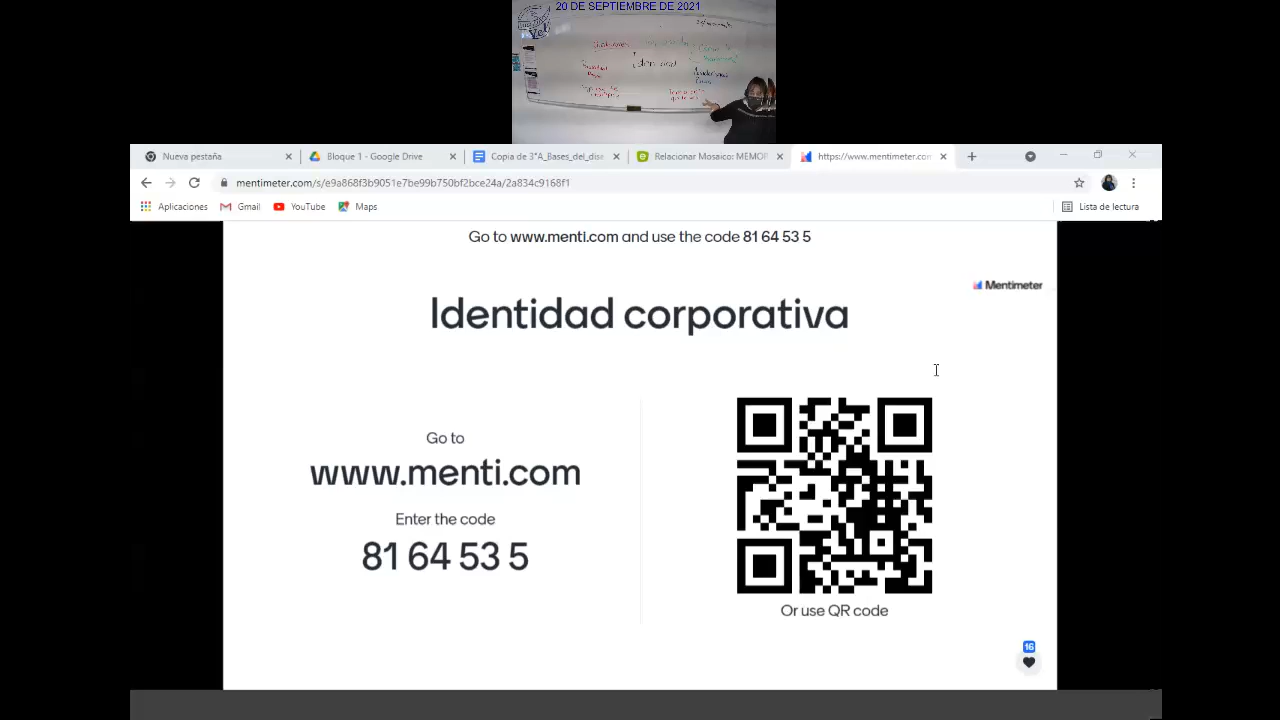 20 DE SEPTIEMBRE DE 2021
Identidad
Nueva pestaña
Bloque 1 - Google Drive
Copia de 3°A_Bases_del_dise
Relacionar Mosaico: MEMOR
https://www.mentimeter.com
mentimeter.com/s/e9a868f3b9051e7be99b750bf2bce24a/2a834c9168f1
Aplicaciones
Gmail
YouTube
Maps
Lista de lectura
Go to www.menti.com and use the code 81 64 53 5
Mentimeter
Identidad corporativa
Go to
www.menti.com
Enter the code
81 64 53 5
Or use QR code
16